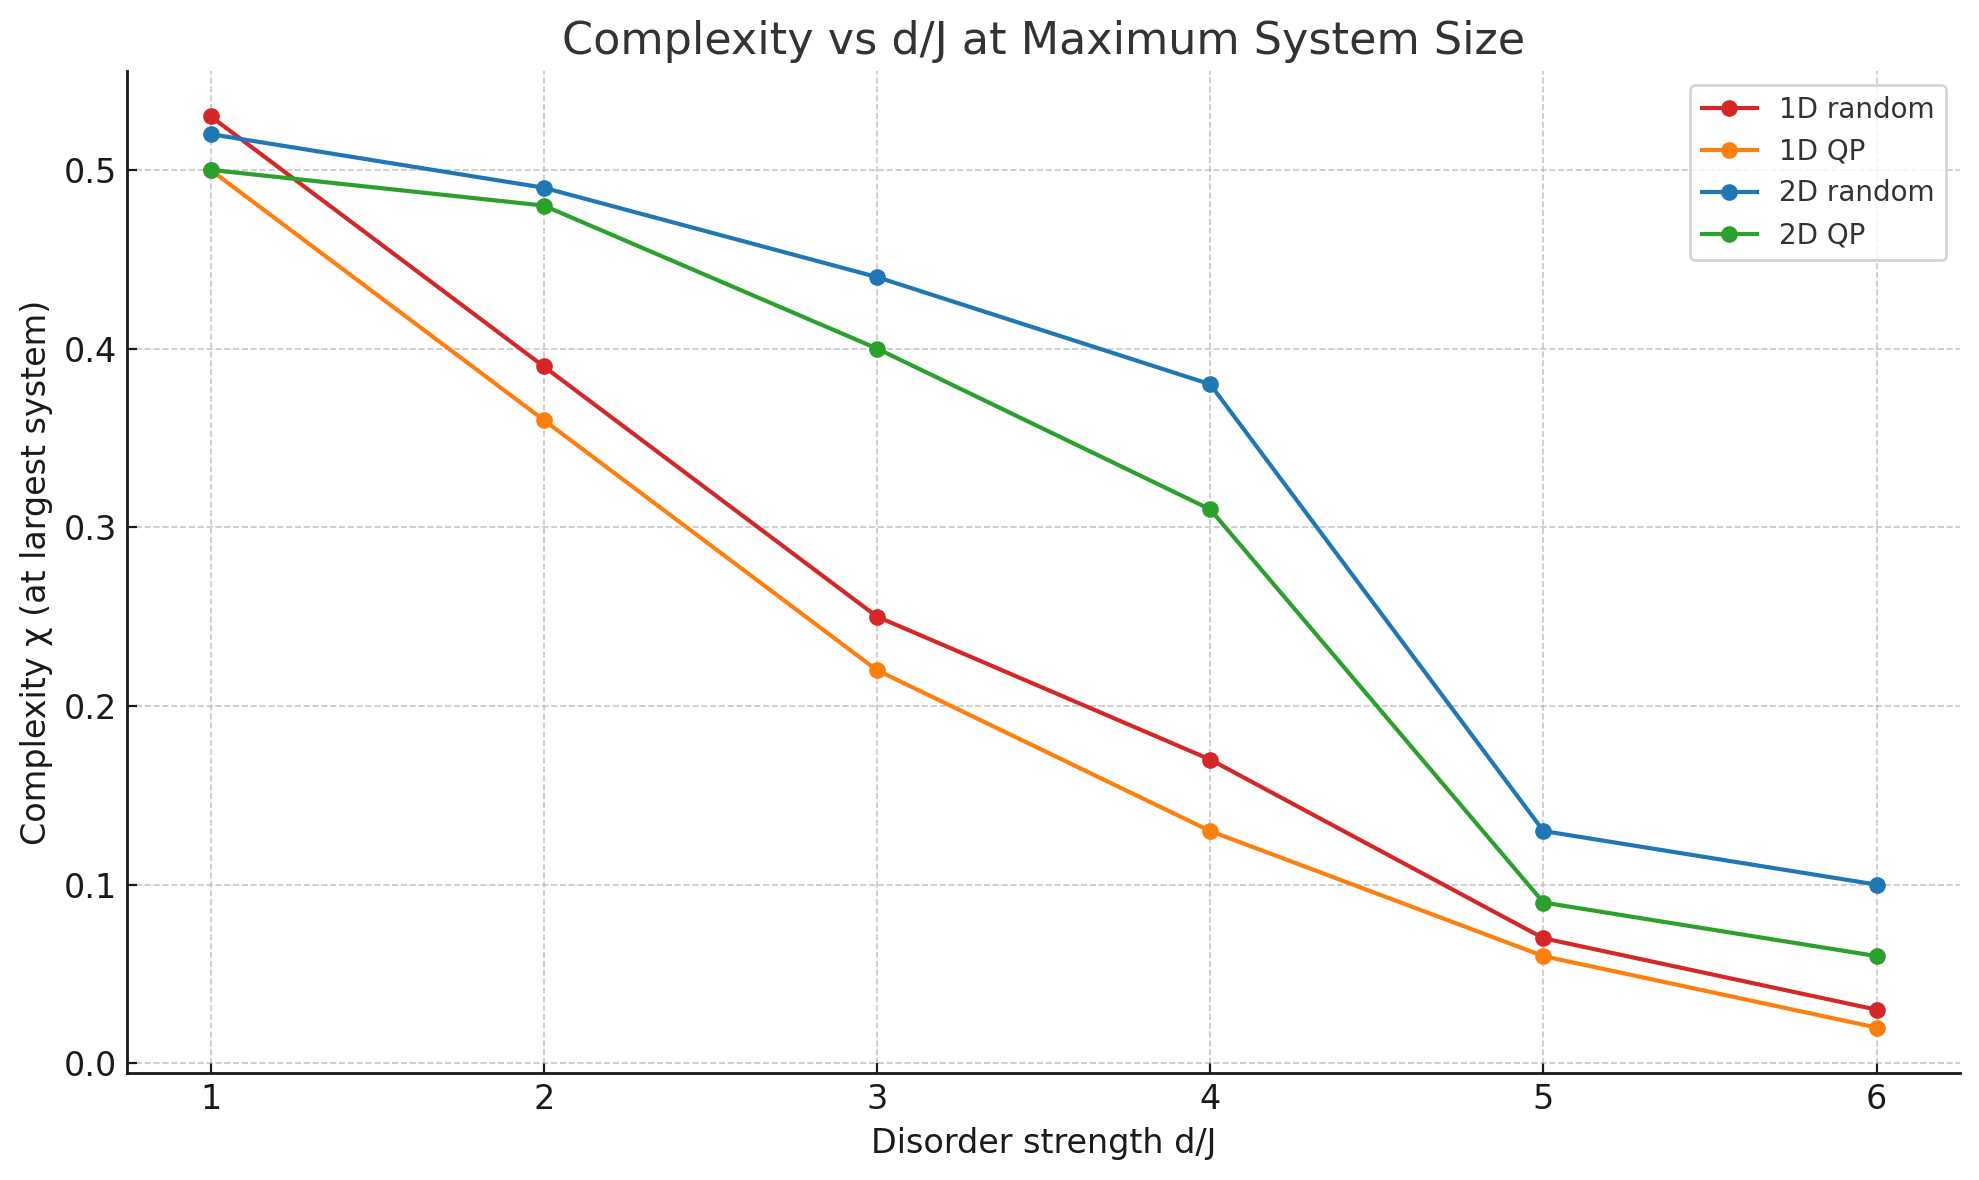 Complexity vs d/J at Maximum System Size
1D random
1D QP
2D random
2D QP
Complexity χ (at largest system)
0.5
0.4
0.3
0.2
0.1
0.0
1 2 3 4 5 6
Disorder strength d/J